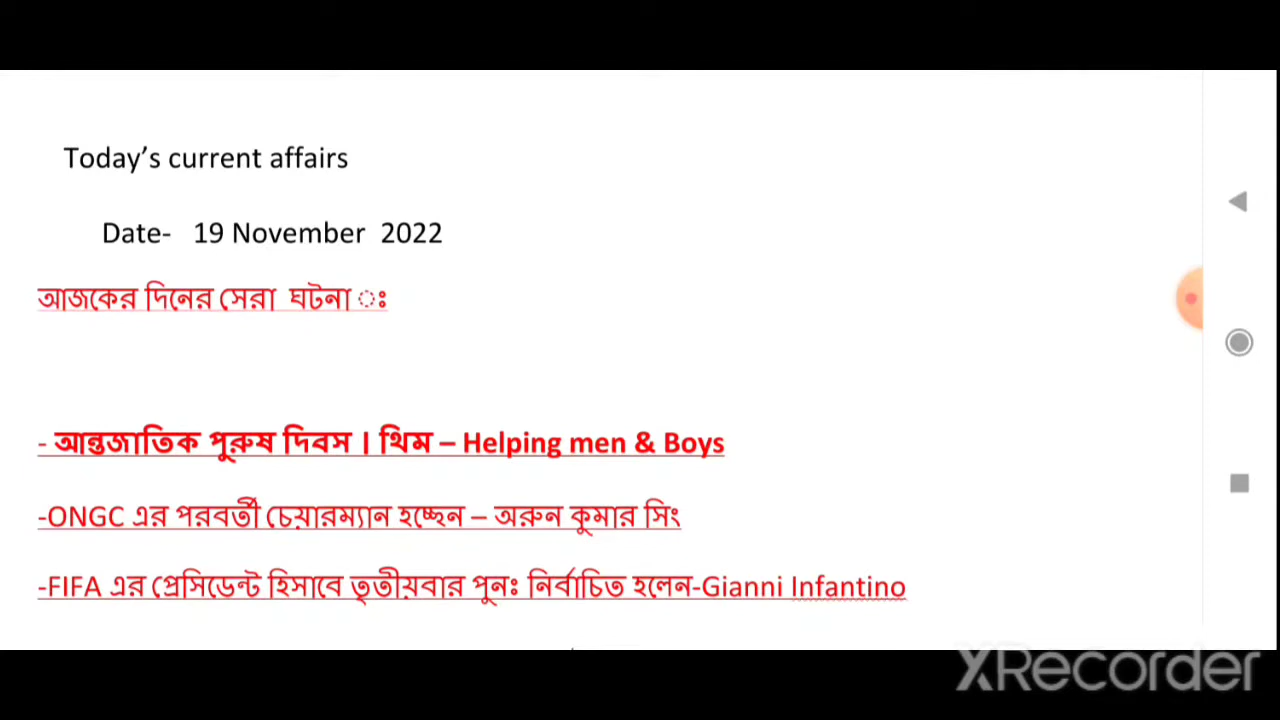 Today’s current affairs
Date- 19 November 2022
আজকের দিনের সেরা ঘটনা ঃ
- আন্তজাতিক পুরুষ দিবস । থিম – Helping men & Boys
-ONGC এর পরবর্তী চেয়ারম্যান হচ্ছেন – অরুন কুমার সিং
-FIFA এর প্রেসিডেন্ট হিসাবে তৃতীয়বার পুনঃ নির্বাচিত হলেন-Gianni Infantino
XRecorder